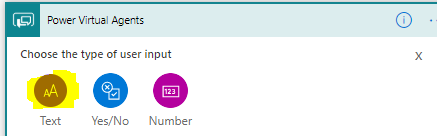 Power Virtual Agents
Choose the type of user input
X
AA
123
Text
Yes/No
Number